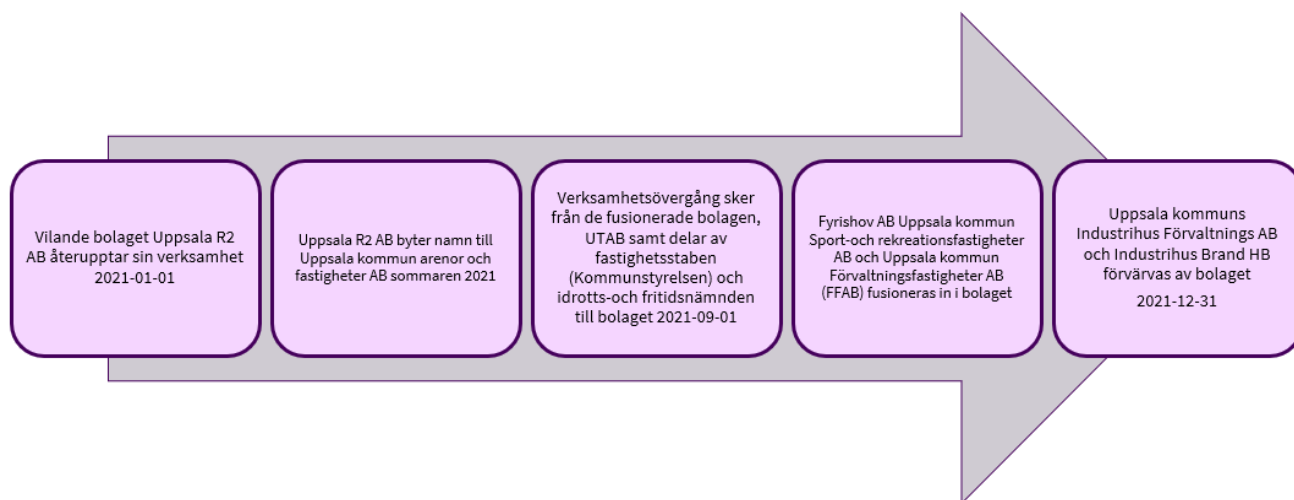 Vilande bolaget Uppsala R2
AB återupptar sin verksamhet
2021-01-01
Uppsala R2 AB byter namn till
Uppsala kommun arenor och
fastigheter AB sommaren 2021
Verksamhetsövergång sker
från de fusionerade bolagen,
UTAB samt delar av
fastighetsstaben
(Kommunstyrelsen) och
idrotts-och fritidsnämnden
till bolaget 2021-09-01
Fyrishov AB Uppsala kommun
Sport-och rekreationsfastigheter
AB och Uppsala kommun
Förvaltningsfastigheter AB
(FFAB) fusioneras in i bolaget
Uppsala kommuns
Industrihus Förvaltnings AB
och Industrihus Brand HB
förvärvas av bolaget
2021-12-31